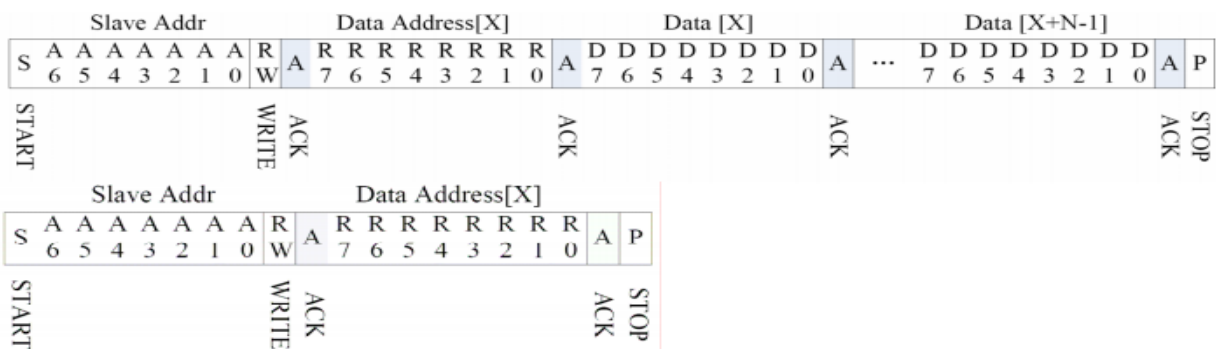 Slave Addr Data Address[X] Data [X] Data [X+N-1]
S A A A A A A A R A R R R R R R R R A D D D D D D D D A ... D D D D D D D D A P
6 5 4 3 2 1 0 W 7 6 5 4 3 2 1 0 7 6 5 4 3 2 1 0 7 6 5 4 3 2 1 0
START WRITE ACK ACK ACK ACK STOP
Slave Addr Data Address[X]
S A A A A A A A R A R R R R R R R R A P
6 5 4 3 2 1 0 W 7 6 5 4 3 2 1 0
START WRITE ACK ACK STOP